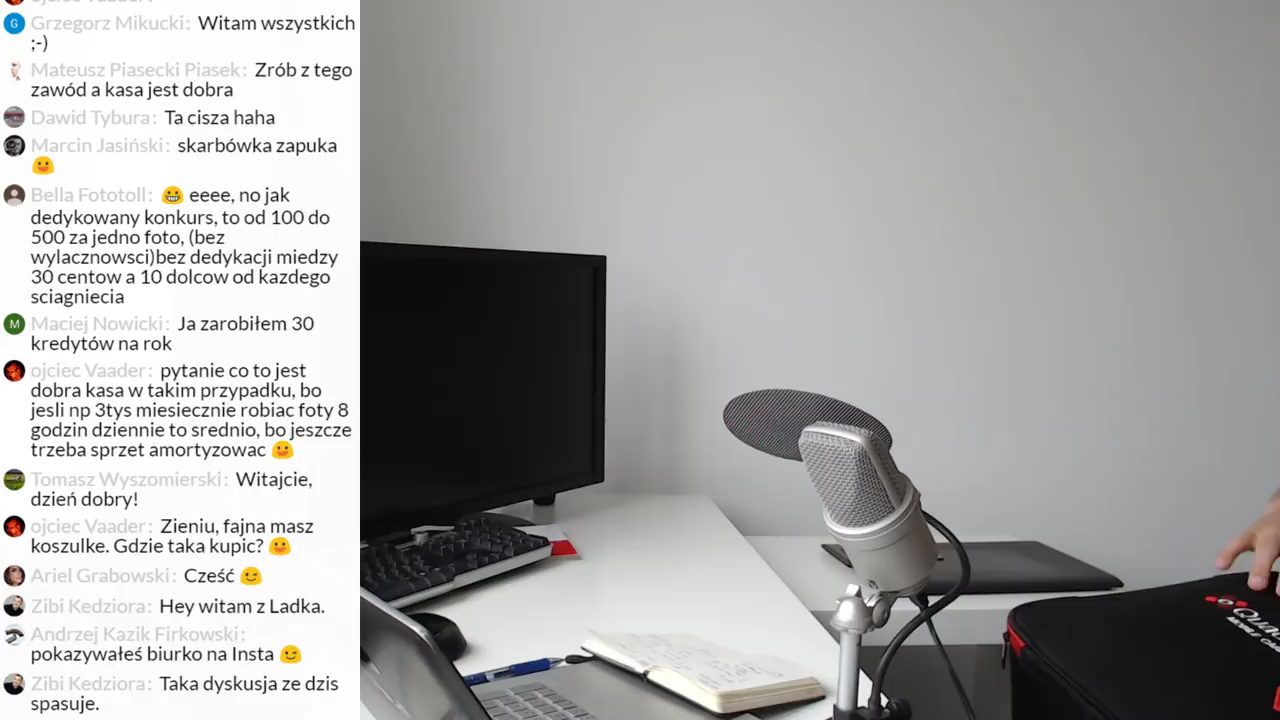 Grzegorz Mikucki: Witam wszystkich
;-)
Mateusz Piasecki Piasek: Zrób z tego
zawód a kasa jest dobra
Dawid Tybura: Ta cisza haha
Marcin Jasiński: skarbówka zapuka
Bella Fototoll: eeee, no jak
dedykowany konkurs, to od 100 do
500 za jedno foto, (bez
wylacznowsci)bez dedykacji miedzy
30 centow a 10 dolcow od kazdego
sciagniecia
Maciej Nowicki: Ja zarobiłem 30
kredytów na rok
ojciec Vaader: pytanie co to jest
dobra kasa w takim przypadku, bo
jesli np 3tys miesiecznie robiac foty 8
godzin dziennie to srednio, bo jeszcze
trzeba sprzet amortyzowac
Tomasz Wyszomierski: Witajcie,
dzień dobry!
ojciec Vaader: Zieniu, fajna masz
koszulke. Gdzie taka kupic?
Ariel Grabowski: Cześć
Zibi Kedziora: Hey witam z Ladka.
Andrzej Kazik Firkowski:
pokazywałeś biurko na Insta
Zibi Kedziora: Taka dyskusja ze dzis
spasuje.